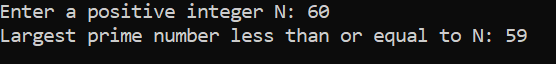 Enter a positive integer N: 60
Largest prime number less than or equal to N: 59